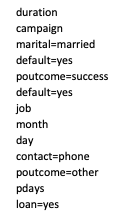 duration
campaign
marital=married
default=yes
poutcome=success
default=yes
job
month
day
contact=phone
poutcome=other
pdays
loan=yes